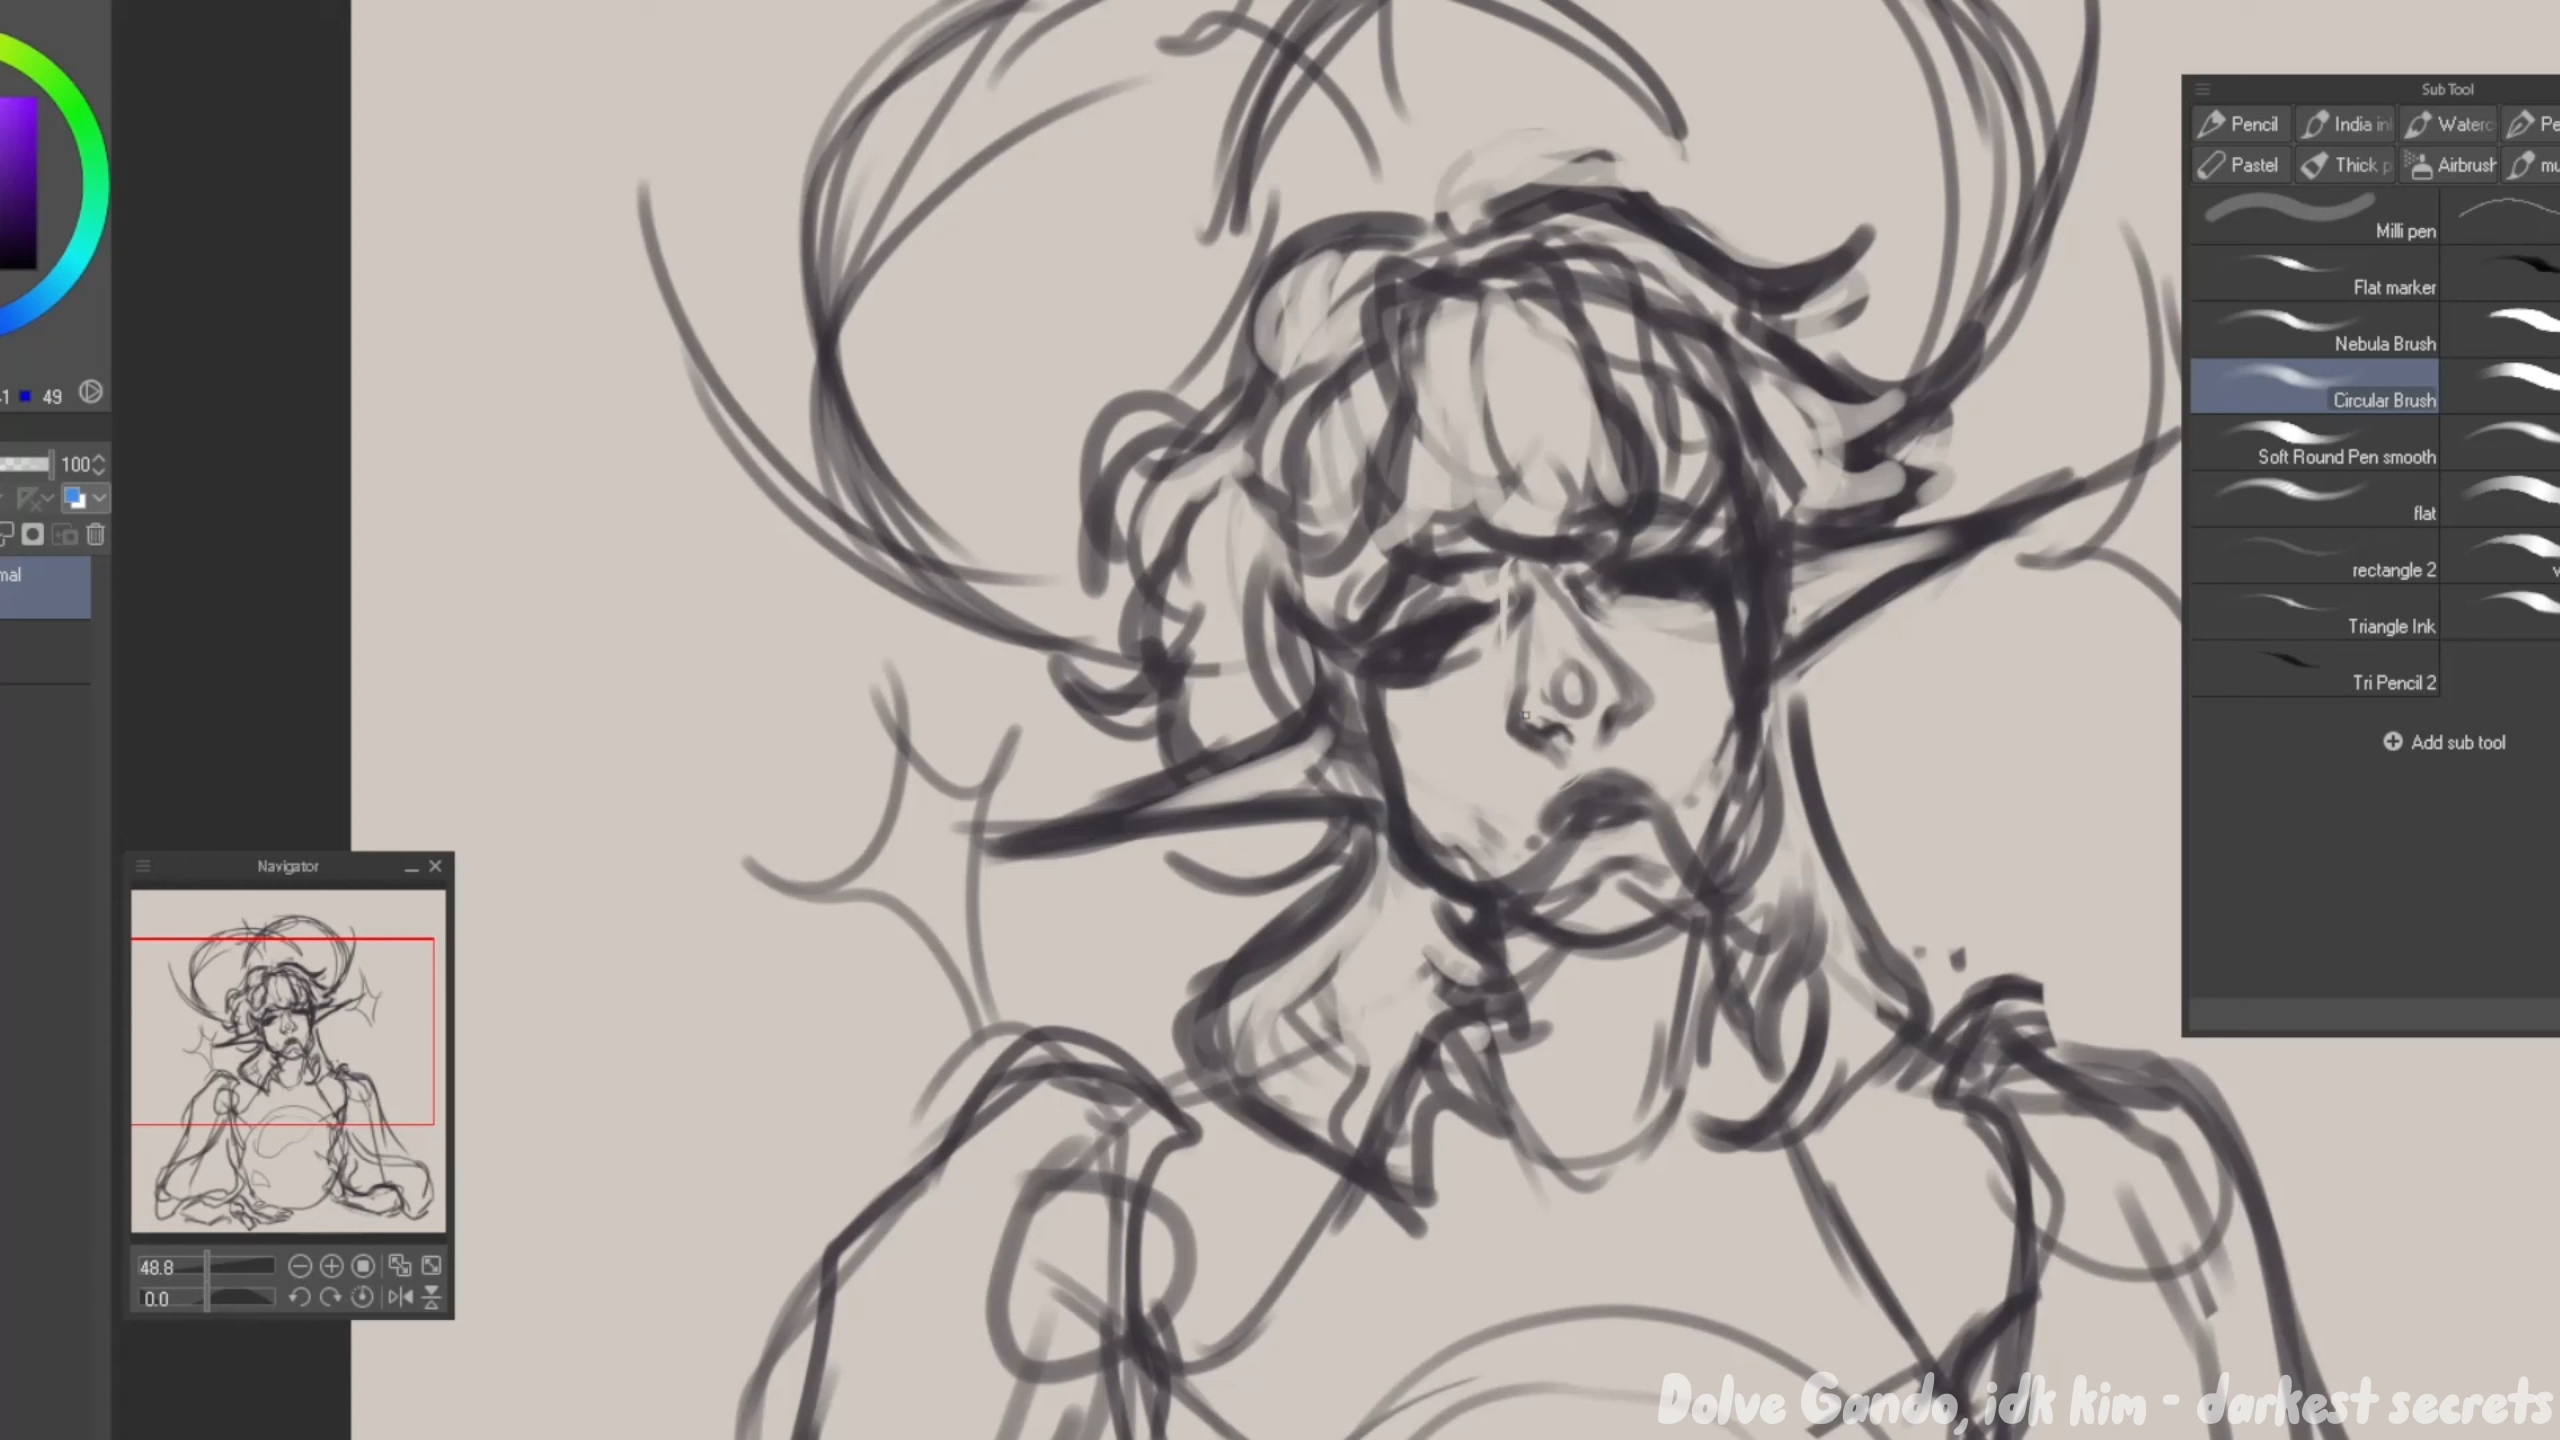 Sub Tool
Pencil
India in
Waterc
Pe
Pastel
Thick p
Airbrush
mu
Milli pen
Flat marker
Nebula Brush
Circular Brush
Soft Round Pen smooth
flat
rectangle 2
Triangle Ink
Tri Pencil 2
Add sub tool
49
100
mal
Navigator
48.8
0.0
Dolve Gando, idk kim - darkest secrets